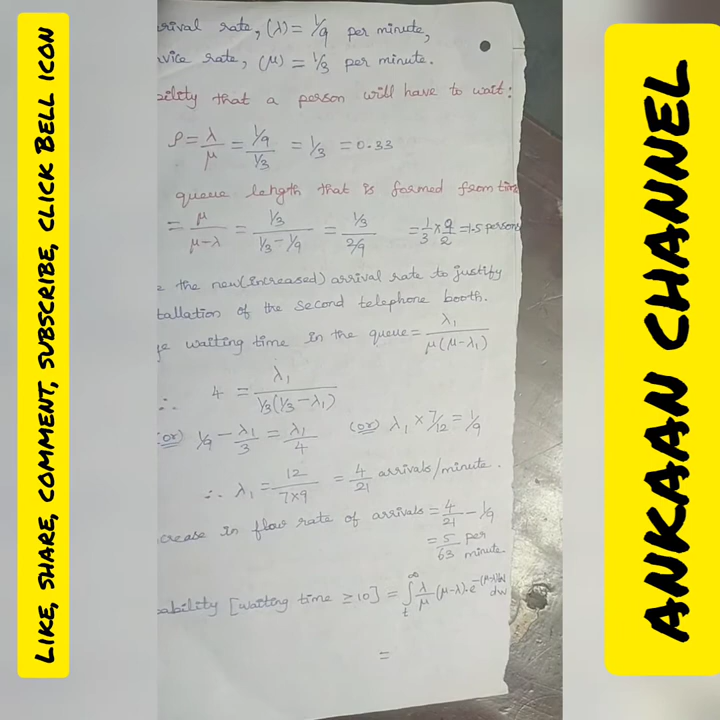 LIKE, SHARE, COMMENT, SUBSCRIBE, CLICK BELL ICON
rival rate, (λ) = 1/9 per minute,
vice rate, (μ) = 1/3 per minute.
bility that a person will have to wait:
ρ = λ/μ = (1/9)/(1/3) = 1/3 = 0.33
queue length that is formed from time
= μ/(μ-λ) = (1/3)/(1/3 - 1/9) = (1/3)/(2/9) = 1/3 × 9/2 = 1.5 persons
e the new (increased) arrival rate to justify
tallation of the second telephone booth.
ge waiting time in the queue = λ₁/(μ(μ-λ₁))
∴ 4 = λ₁/(1/3(1/3 - λ₁))
(or) 1/9 - λ₁/3 = λ₁/4 (or) λ₁ × 7/12 = 1/9
∴ λ₁ = 12/(7×9) = 4/21 arrivals/minute.
crease in flow rate of arrivals = 4/21 - 1/9
= 5/63 per minute.
bability [waiting time ≥ 10] = ∫ₜ^∞ λ/μ (μ-λ)·e^-(μ-λ)w dw
=
ANKAAN CHANNEL